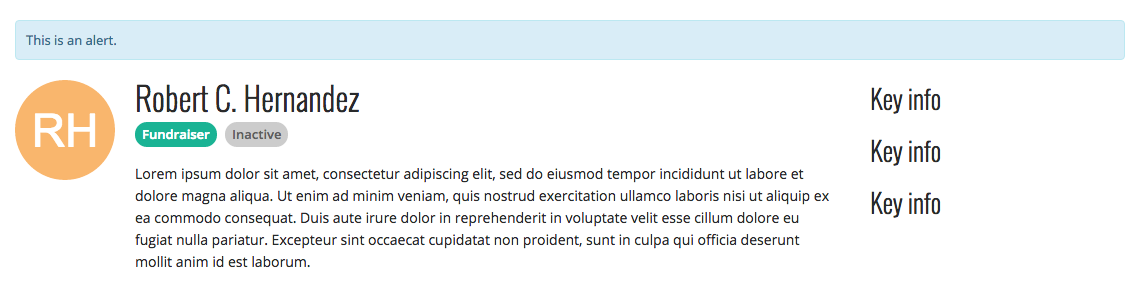 This is an alert.
RH
Robert C. Hernandez
Fundraiser Inactive
Lorem ipsum dolor sit amet, consectetur adipiscing elit, sed do eiusmod tempor incididunt ut labore et
dolore magna aliqua. Ut enim ad minim veniam, quis nostrud exercitation ullamco laboris nisi ut aliquip ex
ea commodo consequat. Duis aute irure dolor in reprehenderit in voluptate velit esse cillum dolore eu
fugiat nulla pariatur. Excepteur sint occaecat cupidatat non proident, sunt in culpa qui officia deserunt
mollit anim id est laborum.
Key info
Key info
Key info